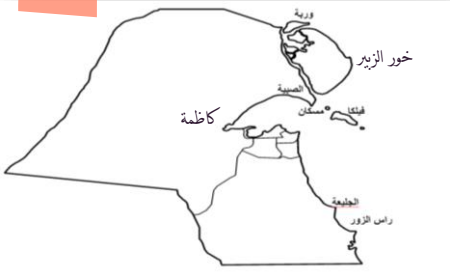 وربة
خور الزبير
الصبية
مسكان
فيلكا
كاظمة
الجليعة
راس الزور